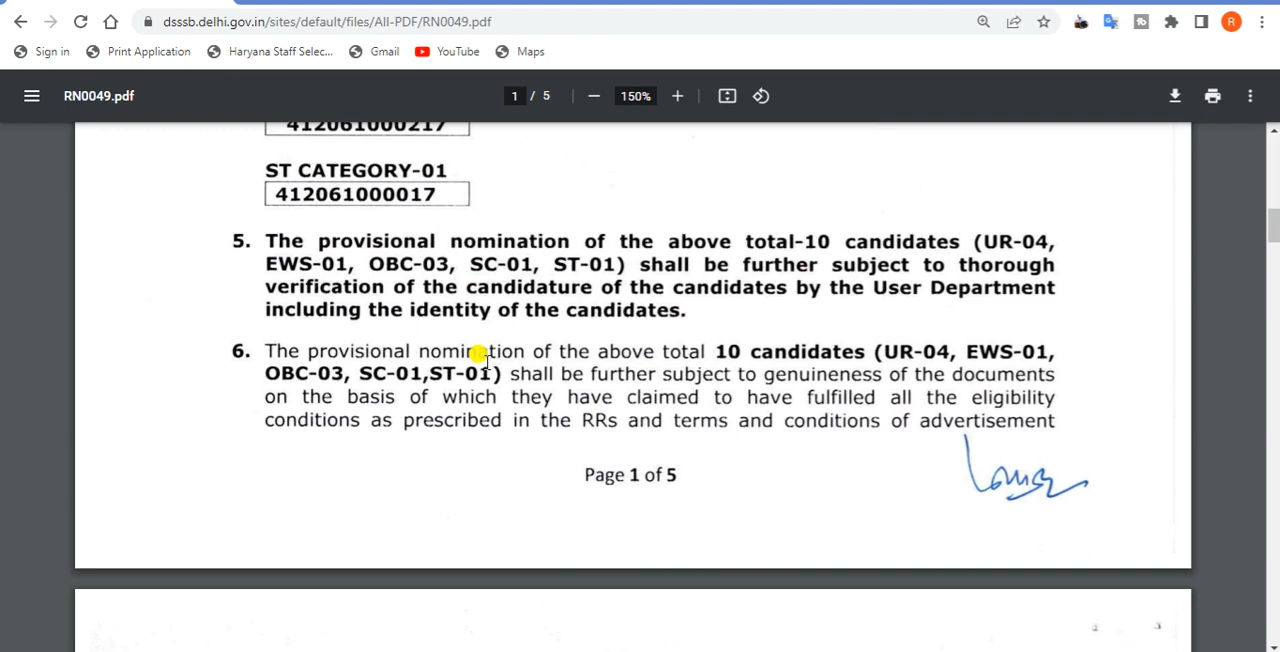 dsssb.delhi.gov.in/sites/default/files/All-PDF/RN0049.pdf
R
Sign in
Print Application
Haryana Staff Selec...
Gmail
YouTube
Maps
RN0049.pdf
1 / 5
150%
412061000217
ST CATEGORY-01
412061000017
5. The provisional nomination of the above total-10 candidates (UR-04,
EWS-01, OBC-03, SC-01, ST-01) shall be further subject to thorough
verification of the candidature of the candidates by the User Department
including the identity of the candidates.
6. The provisional nomination of the above total 10 candidates (UR-04, EWS-01,
OBC-03, SC-01,ST-01) shall be further subject to genuineness of the documents
on the basis of which they have claimed to have fulfilled all the eligibility
conditions as prescribed in the RRs and terms and conditions of advertisement
Page 1 of 5